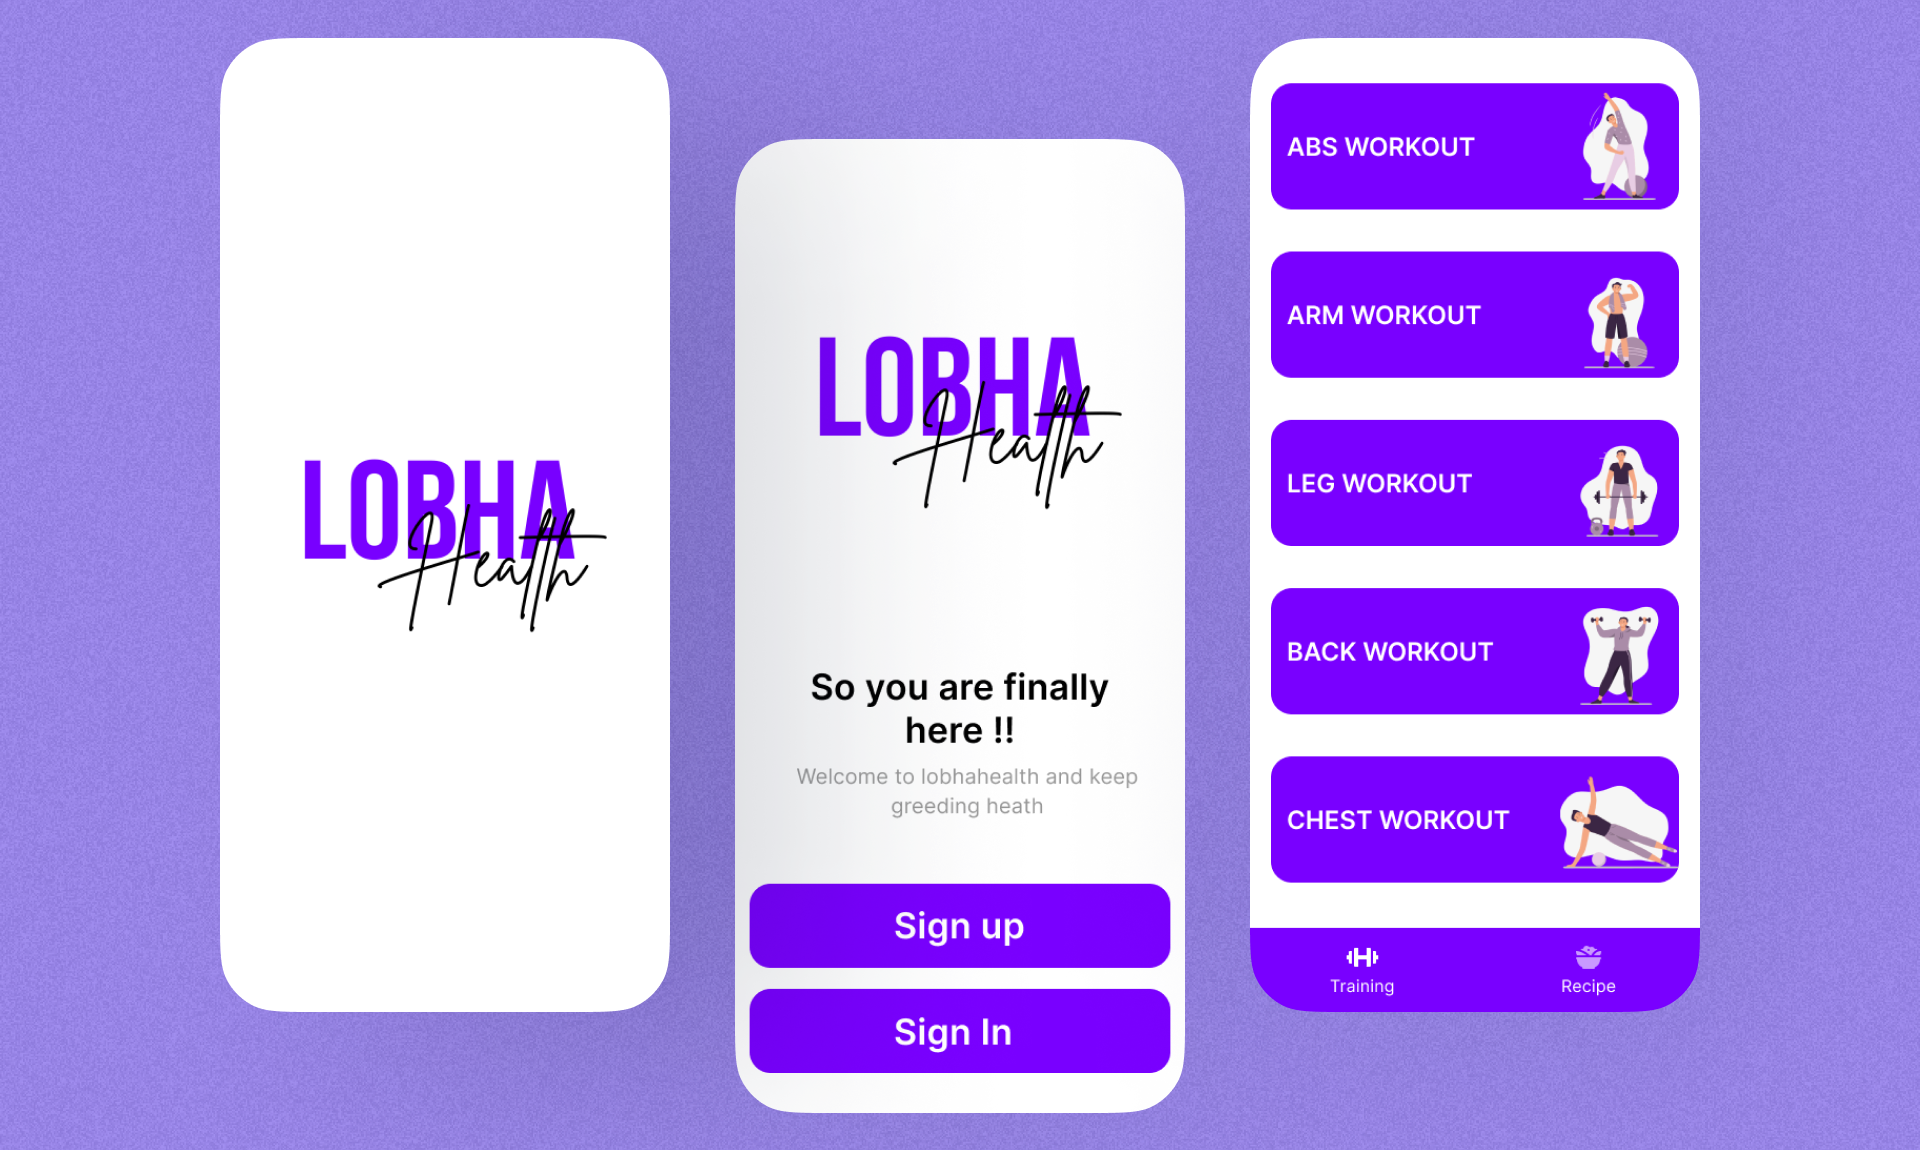 LOBHA
Health
LOBHA
Health
So you are finally
here !!
Welcome to lobhahealth and keep
greeding heath
Sign up
Sign In
ABS WORKOUT
ARM WORKOUT
LEG WORKOUT
BACK WORKOUT
CHEST WORKOUT
Training
Recipe